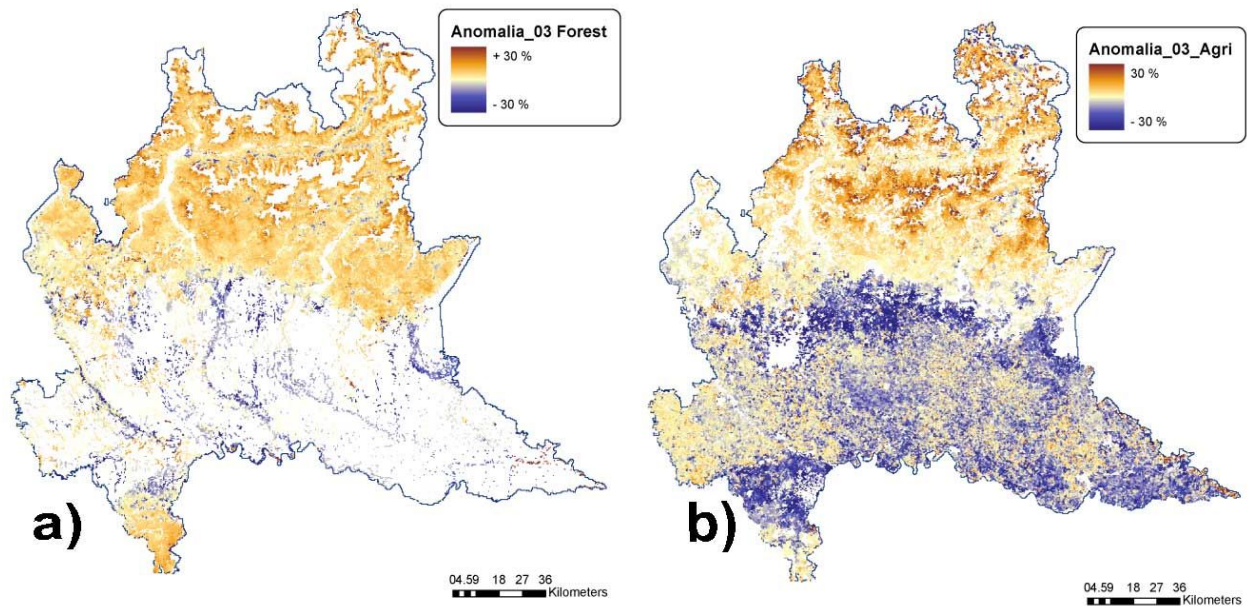 Anomalia_03 Forest
+ 30 %
- 30 %
a)
04.59 18 27 36
Kilometers
Anomalia_03_Agri
30 %
- 30 %
b)
04.59 18 27 36
Kilometers